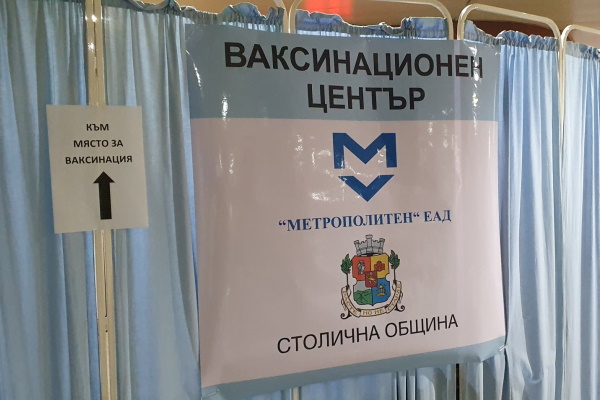 ВАКСИНАЦИОНЕН
ЦЕНТЪР
КЪМ
МЯСТО ЗА
ВАКСИНАЦИЯ
М
"МЕТРОПОЛИТЕН" ЕАД
СТОЛИЧНА ОБЩИНА